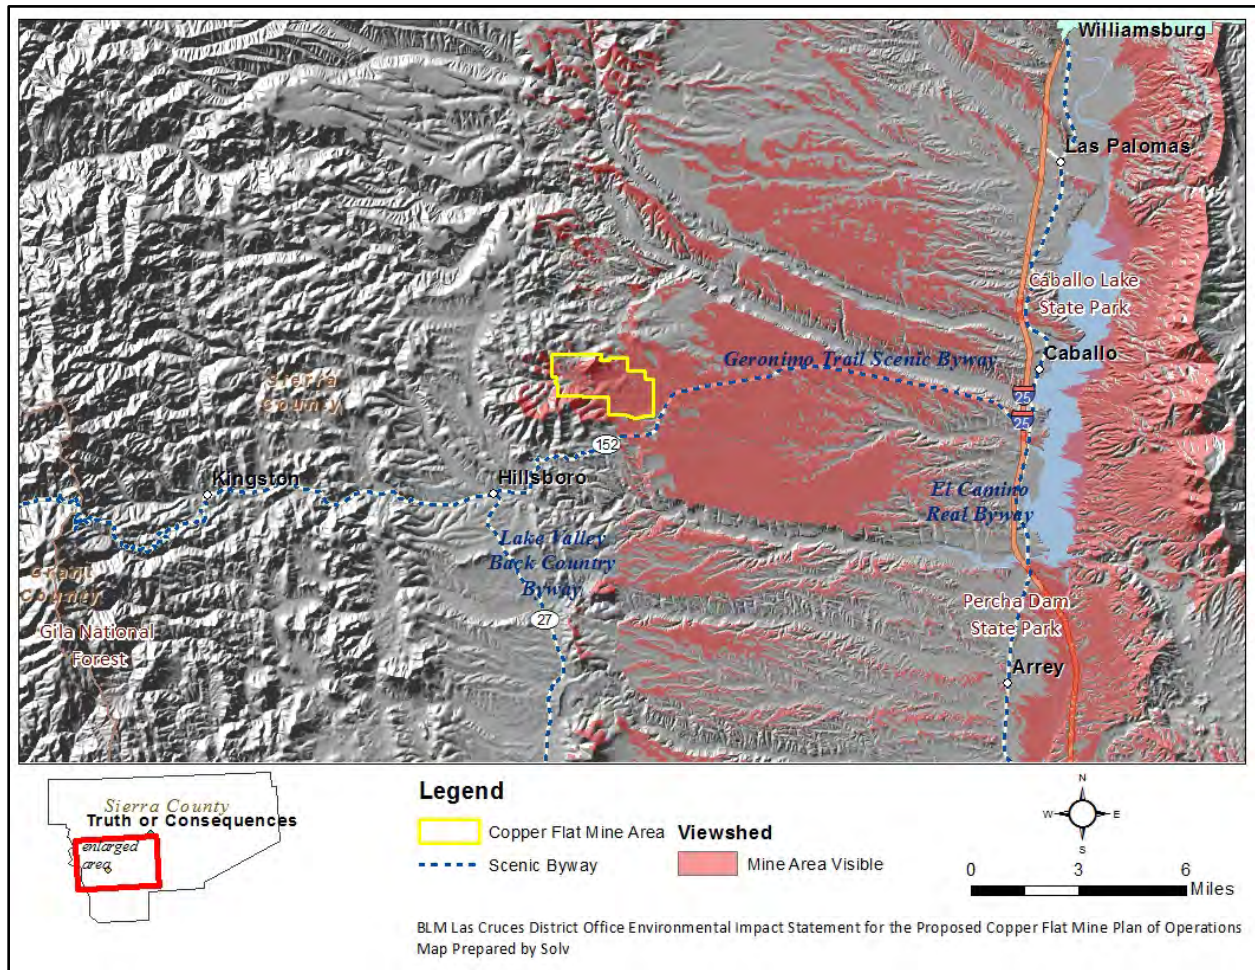 Williamsburg
Las Palomas
Caballo Lake
State Park
Caballo
Geronimo Trail Scenic Byway
25
25
Sierra
County
152
Kingston
Hillsboro
El Camino
Real Byway
Lake Valley
Back Country
Byway
County
27
Gila National
Forest
Percha Dam
State Park
Arrey
Sierra County
Truth or Consequences
enlarged
area
Legend
Copper Flat Mine Area
Viewshed
Scenic Byway
Mine Area Visible
N
W
E
S
0 3 6
Miles
BLM Las Cruces District Office Environmental Impact Statement for the Proposed Copper Flat Mine Plan of Operations
Map Prepared by Solv